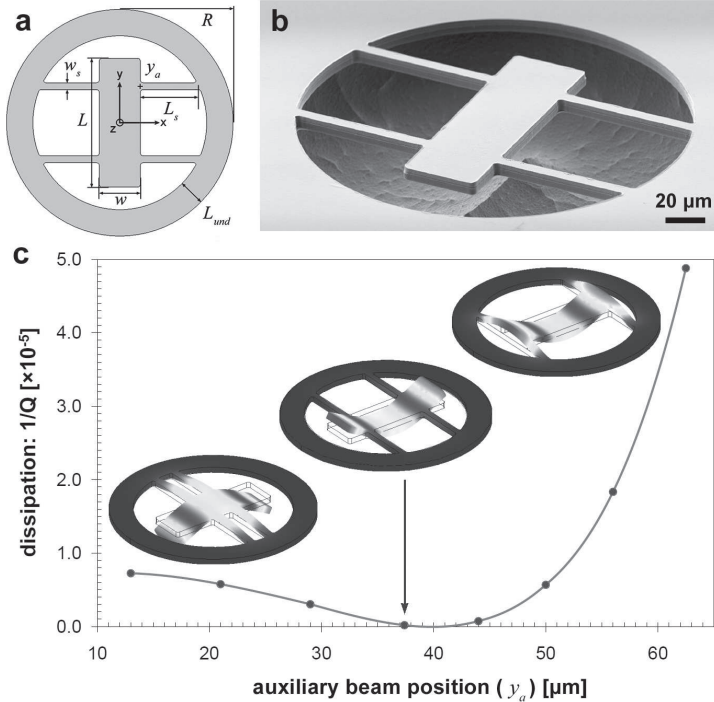 a
R
w_s
y
y_a
L_s
L
z
x
w
L_und
b
20 μm
c
5.0
4.0
3.0
2.0
1.0
0.0
dissipation: 1/Q [×10⁻⁵]
10 20 30 40 50 60
auxiliary beam position ( y_a ) [μm]